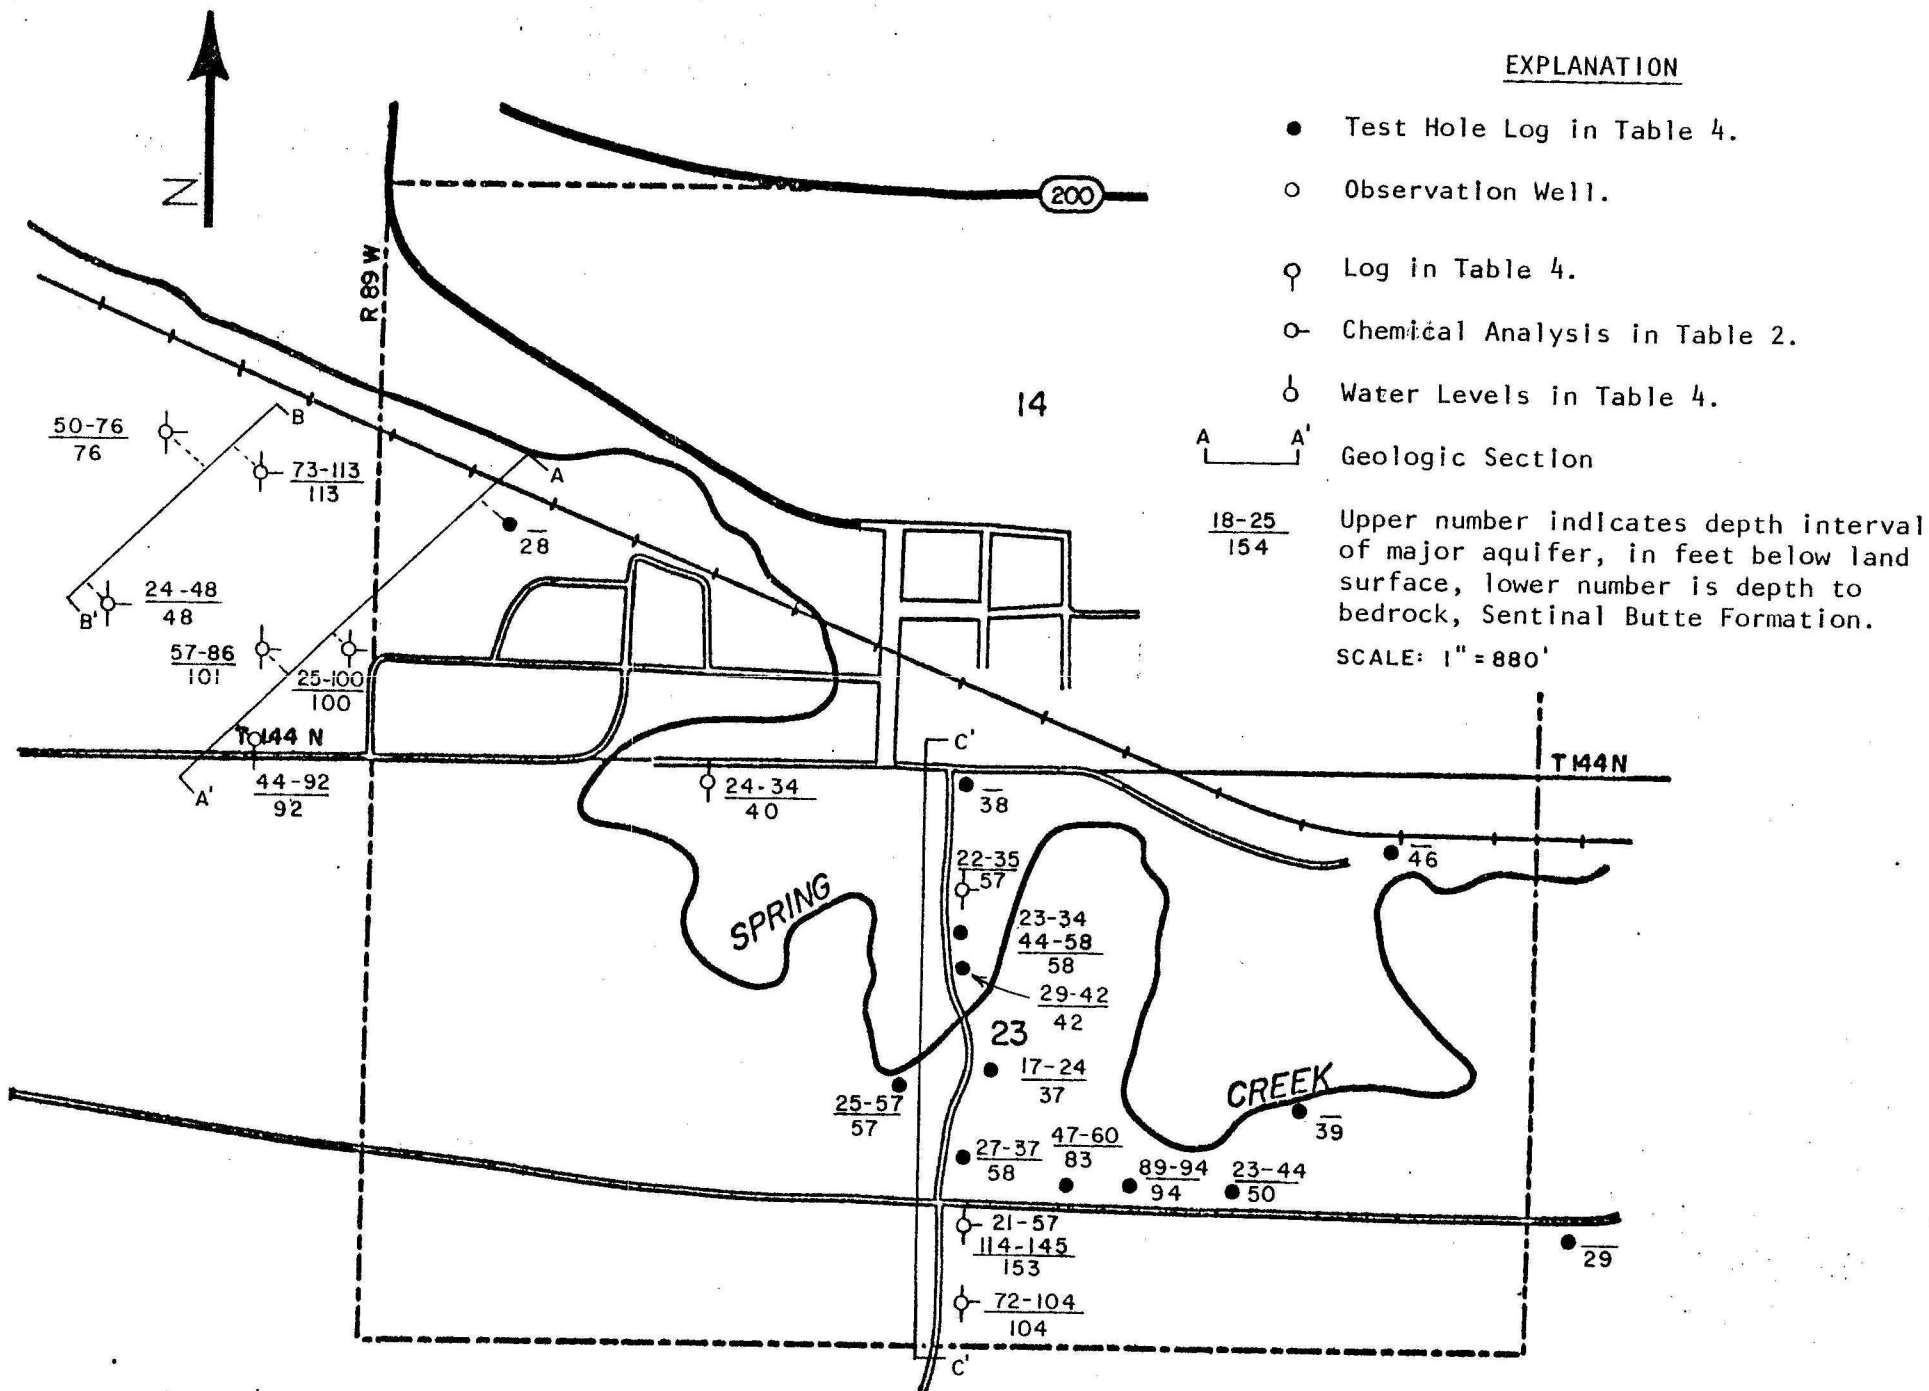 EXPLANATION
Test Hole Log in Table 4.
Observation Well.
Log in Table 4.
Chemical Analysis in Table 2.
Water Levels in Table 4.
A A'
Geologic Section
18-25
154
Upper number indicates depth interval
of major aquifer, in feet below land
surface, lower number is depth to
bedrock, Sentinal Butte Formation.
SCALE: 1" = 880'
N
200
R 89 W
14
50-76
76
B
73-113
113
A
28
24-48
48
B'
57-86
101
25-100
100
T 144 N
A'
44-92
92
24-34
40
C'
38
T 144 N
46
22-35
57
SPRING
23-34
44-58
58
29-42
42
23
17-24
37
25-57
57
CREEK
39
27-37
58
47-60
83
89-94
94
23-44
50
21-57
114-145
153
29
72-104
104
C'